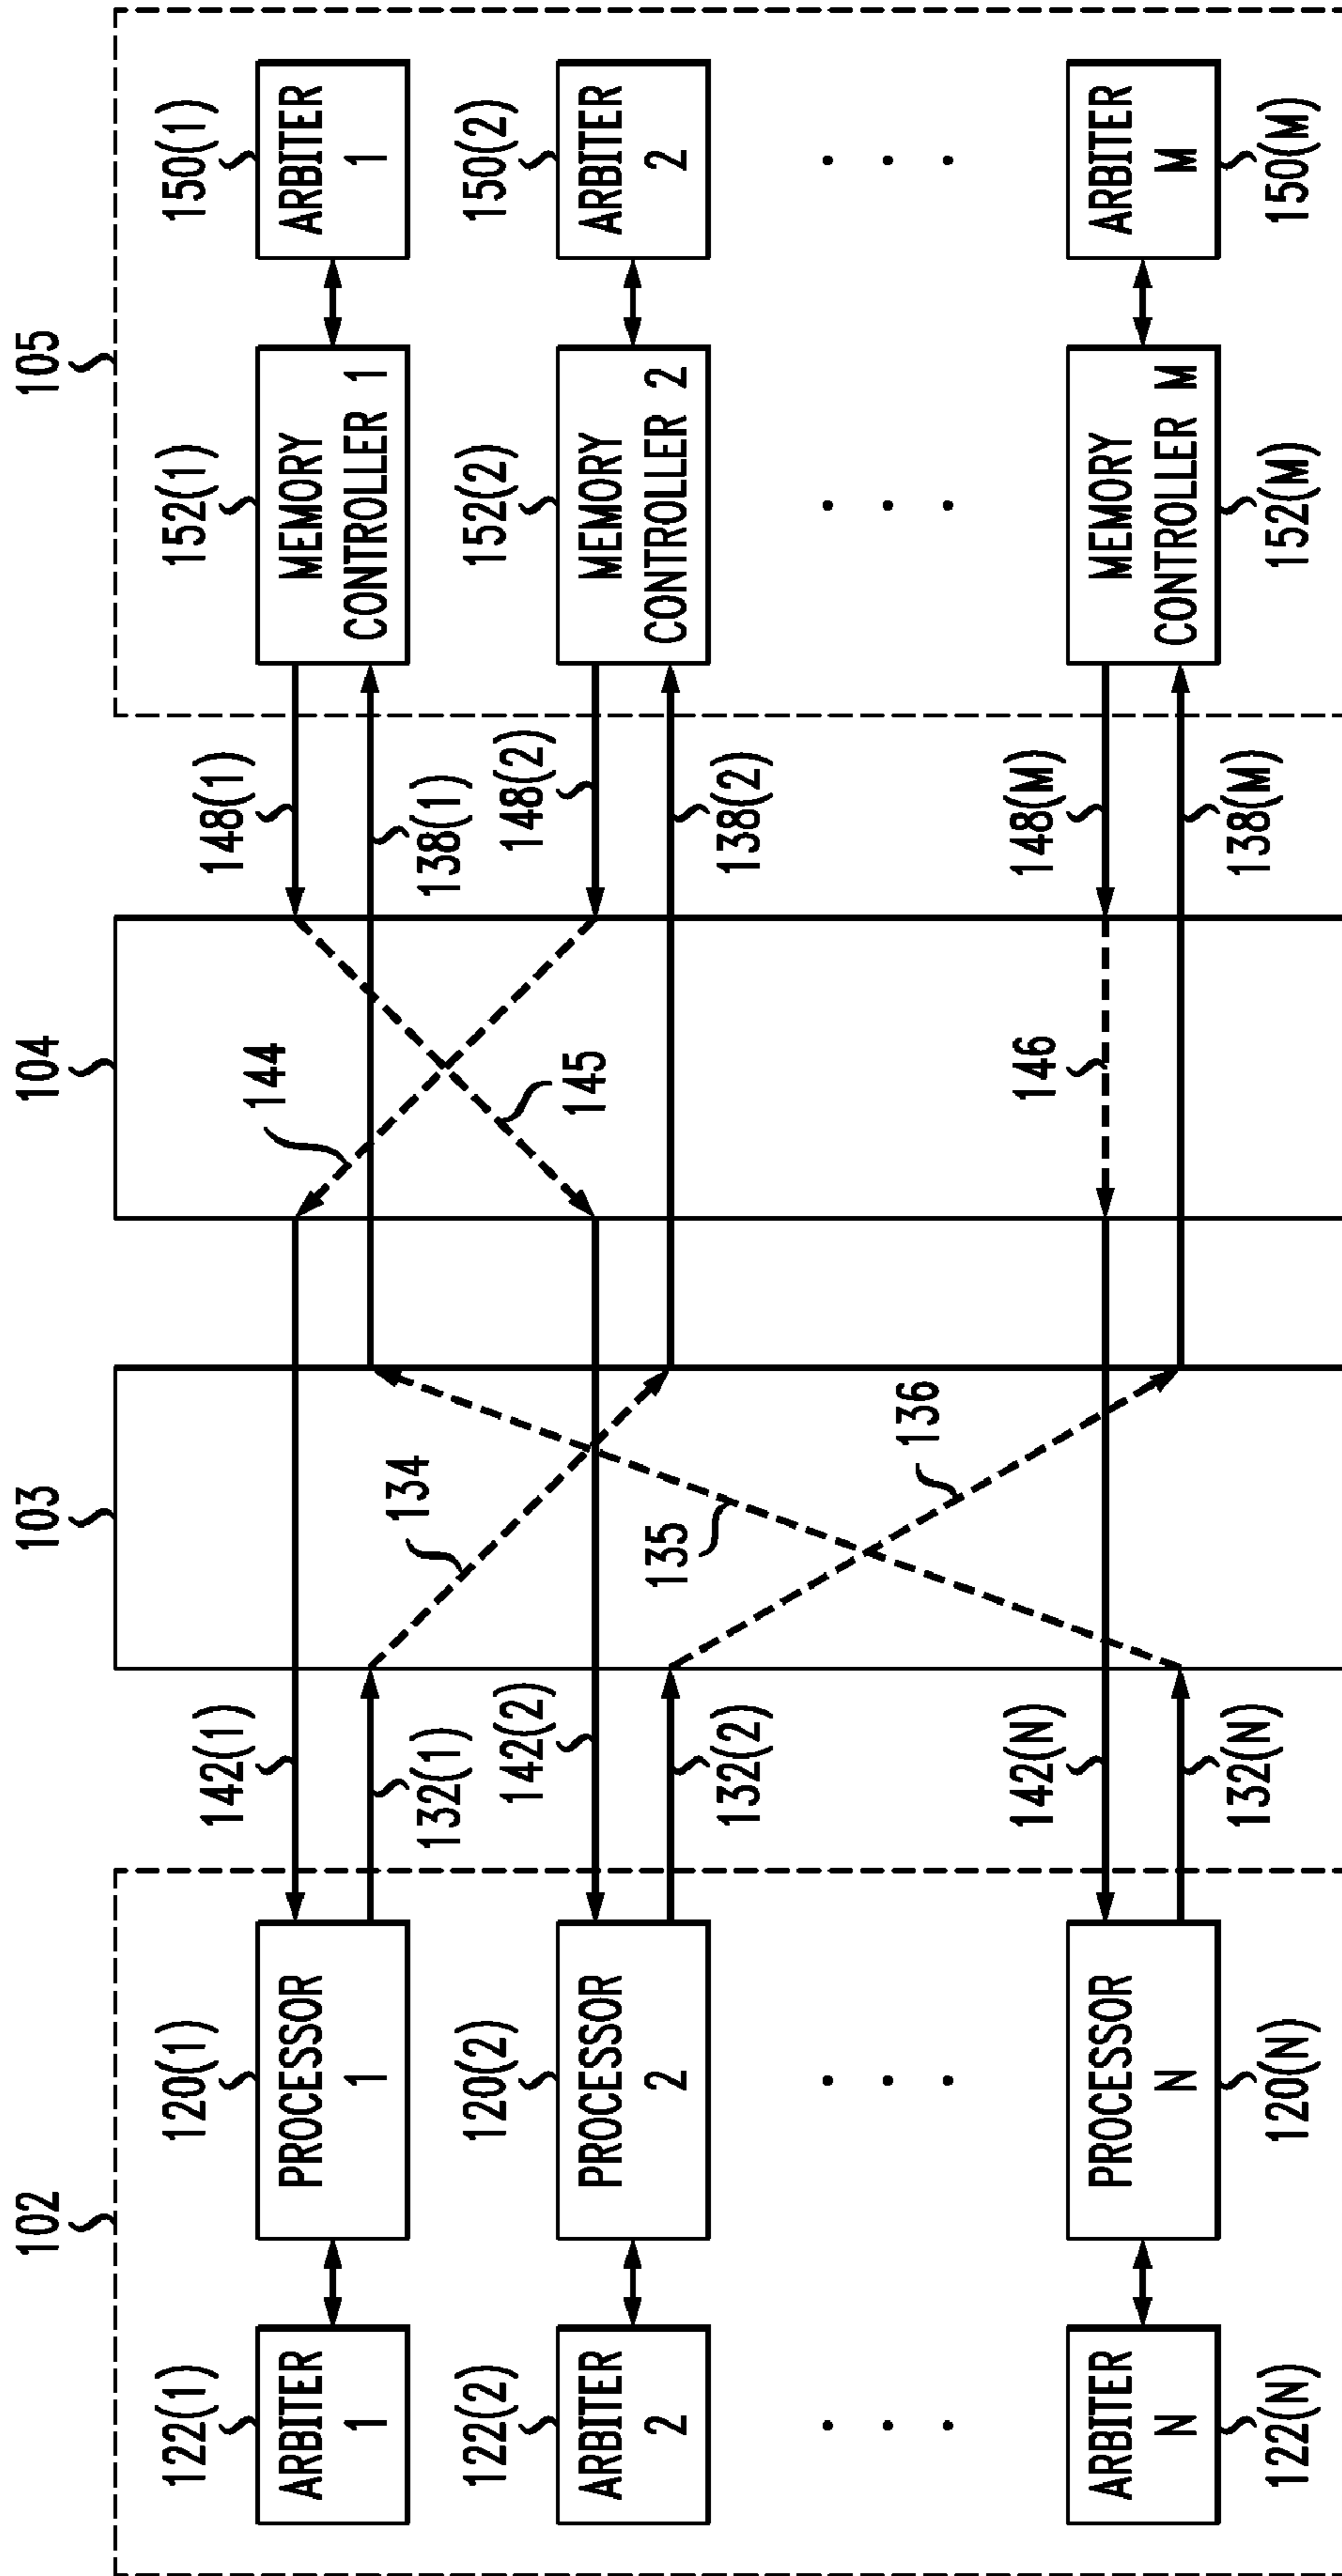 102
103
104
105
122(1)
120(1)
142(1)
144
148(1)
152(1)
150(1)
ARBITER
1
PROCESSOR
1
MEMORY
CONTROLLER 1
ARBITER
1
132(1)
134
138(1)
122(2)
120(2)
142(2)
145
148(2)
152(2)
150(2)
ARBITER
2
PROCESSOR
2
MEMORY
CONTROLLER 2
ARBITER
2
132(2)
135
136
138(2)
. . .
. . .
. . .
. . .
142(N)
146
148(M)
ARBITER
N
PROCESSOR
N
MEMORY
CONTROLLER M
ARBITER
M
122(N)
120(N)
132(N)
138(M)
152(M)
150(M)